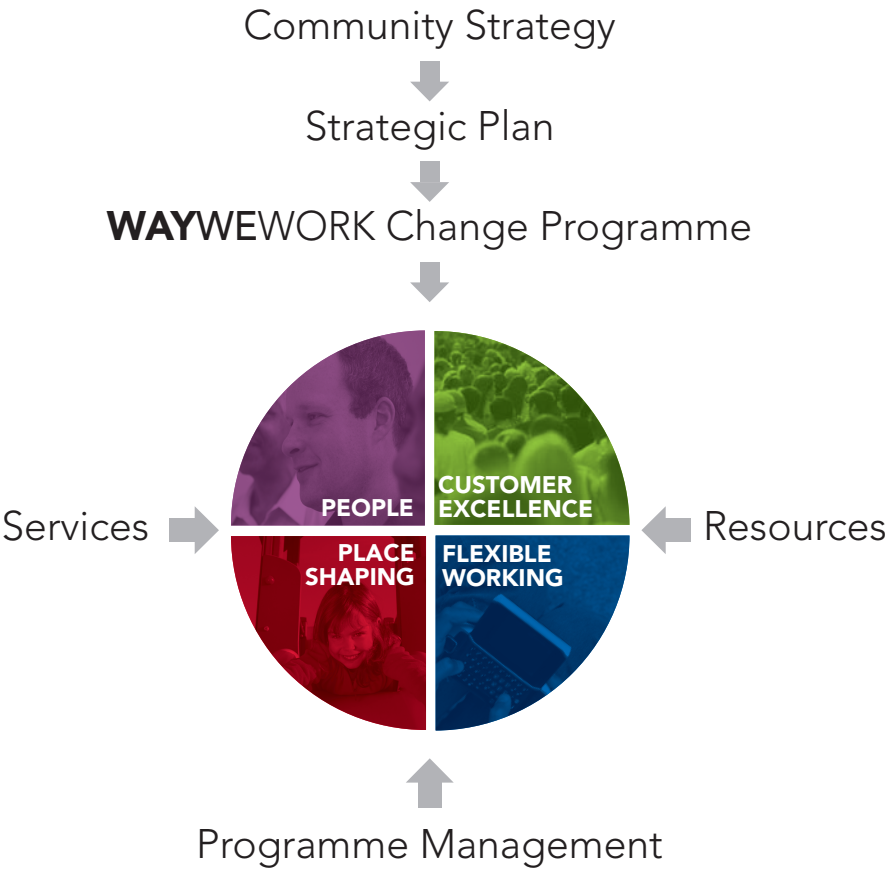 Community Strategy
Strategic Plan
WAYWEWORK Change Programme
PEOPLE
CUSTOMER
EXCELLENCE
Services
Resources
PLACE
SHAPING
FLEXIBLE
WORKING
Programme Management